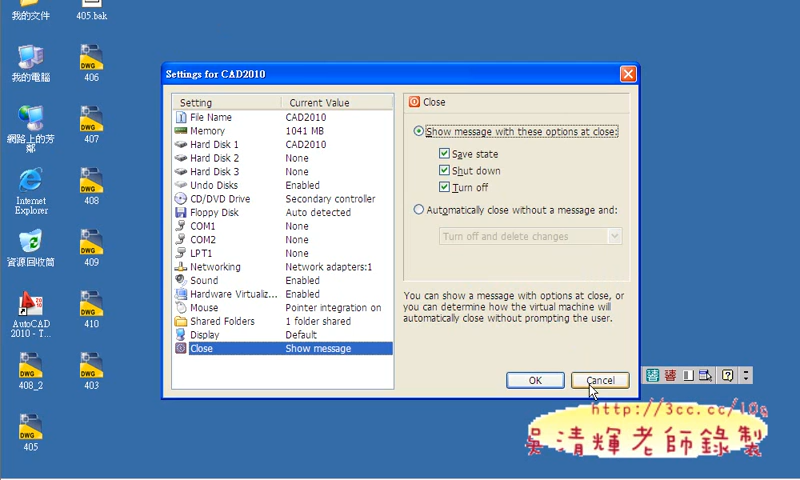 我的文件
405.bak
我的電腦
406
網路上的芳鄰
407
Internet Explorer
408
資源回收筒
409
AutoCAD 2010 - T...
410
408_2
403
405
Settings for CAD2010
Setting Current Value
File Name CAD2010
Memory 1041 MB
Hard Disk 1 CAD2010
Hard Disk 2 None
Hard Disk 3 None
Undo Disks Enabled
CD/DVD Drive Secondary controller
Floppy Disk Auto detected
COM1 None
COM2 None
LPT1 None
Networking Network adapters:1
Sound Enabled
Hardware Virtualiz... Enabled
Mouse Pointer integration on
Shared Folders 1 folder shared
Display Default
Close Show message
Close
Show message with these options at close:
Save state
Shut down
Turn off
Automatically close without a message and:
Turn off and delete changes
You can show a message with options at close, or
you can determine how the virtual machine will
automatically close without prompting the user.
OK
Cancel
吳清輝老師錄製